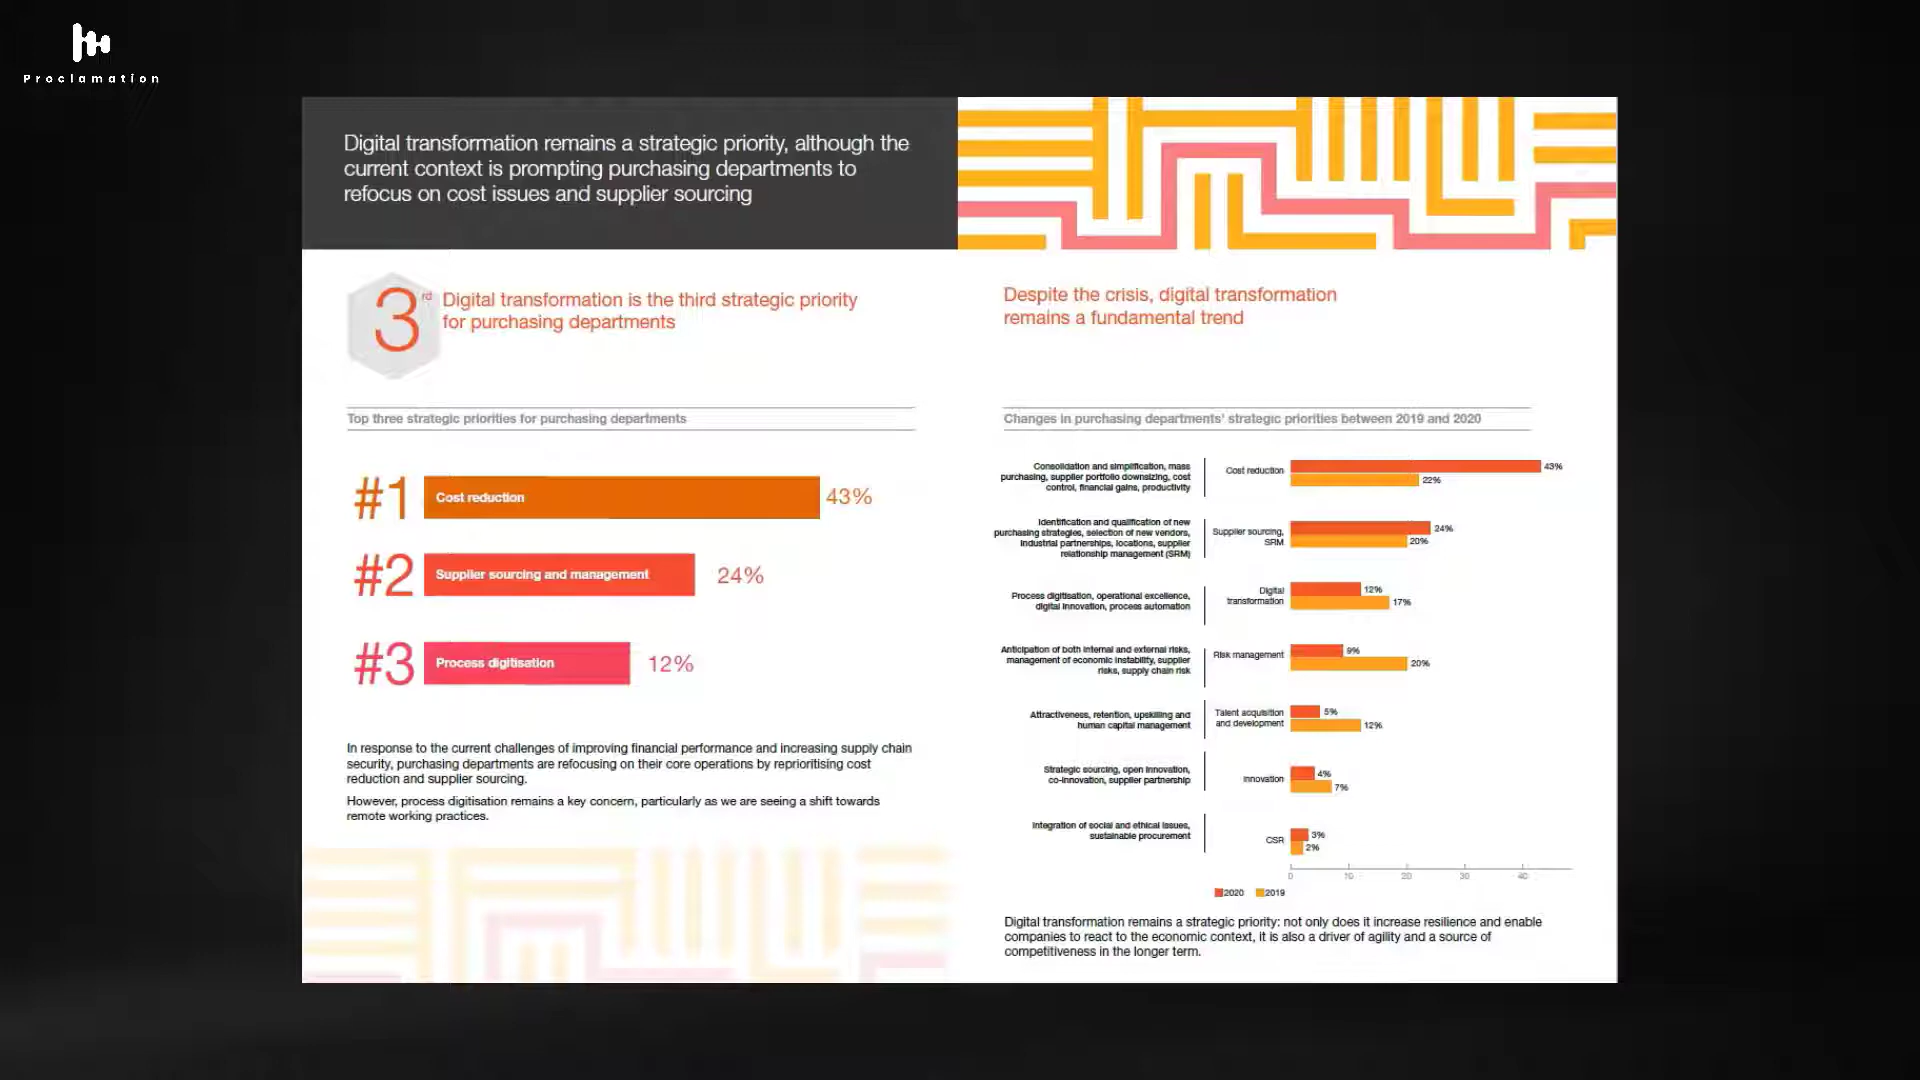 Proclamation
Digital transformation remains a strategic priority, although the
current context is prompting purchasing departments to
refocus on cost issues and supplier sourcing
3rd
Digital transformation is the third strategic priority
for purchasing departments
Top three strategic priorities for purchasing departments
#1 Cost reduction 43%
#2 Supplier sourcing and management 24%
#3 Process digitisation 12%
In response to the current challenges of improving financial performance and increasing supply chain
security, purchasing departments are refocusing on their core operations by reprioritising cost
reduction and supplier sourcing.
However, process digitisation remains a key concern, particularly as we are seeing a shift towards
remote working practices.
Despite the crisis, digital transformation
remains a fundamental trend
Changes in purchasing departments' strategic priorities between 2019 and 2020
Consolidation and simplification, mass
purchasing, supplier portfolio downsizing, cost
control, financial gains, productivity
Cost reduction
43%
22%
Identification and qualification of new
purchasing strategies, selection of new vendors,
industrial partnerships, locations, supplier
relationship management (SRM)
Supplier sourcing,
SRM
24%
20%
Process digitisation, operational excellence,
digital innovation, process automation
Digital
transformation
12%
17%
Anticipation of both internal and external risks,
management of economic instability, supplier
risks, supply chain risk
Risk management
9%
20%
Attractiveness, retention, upskilling and
human capital management
Talent acquisition
and development
5%
12%
Strategic sourcing, open innovation,
co-innovation, supplier partnership
Innovation
4%
7%
Integration of social and ethical issues,
sustainable procurement
CSR
3%
2%
0 10 20 30 40
2020 2019
Digital transformation remains a strategic priority: not only does it increase resilience and enable
companies to react to the economic context, it is also a driver of agility and a source of
competitiveness in the longer term.